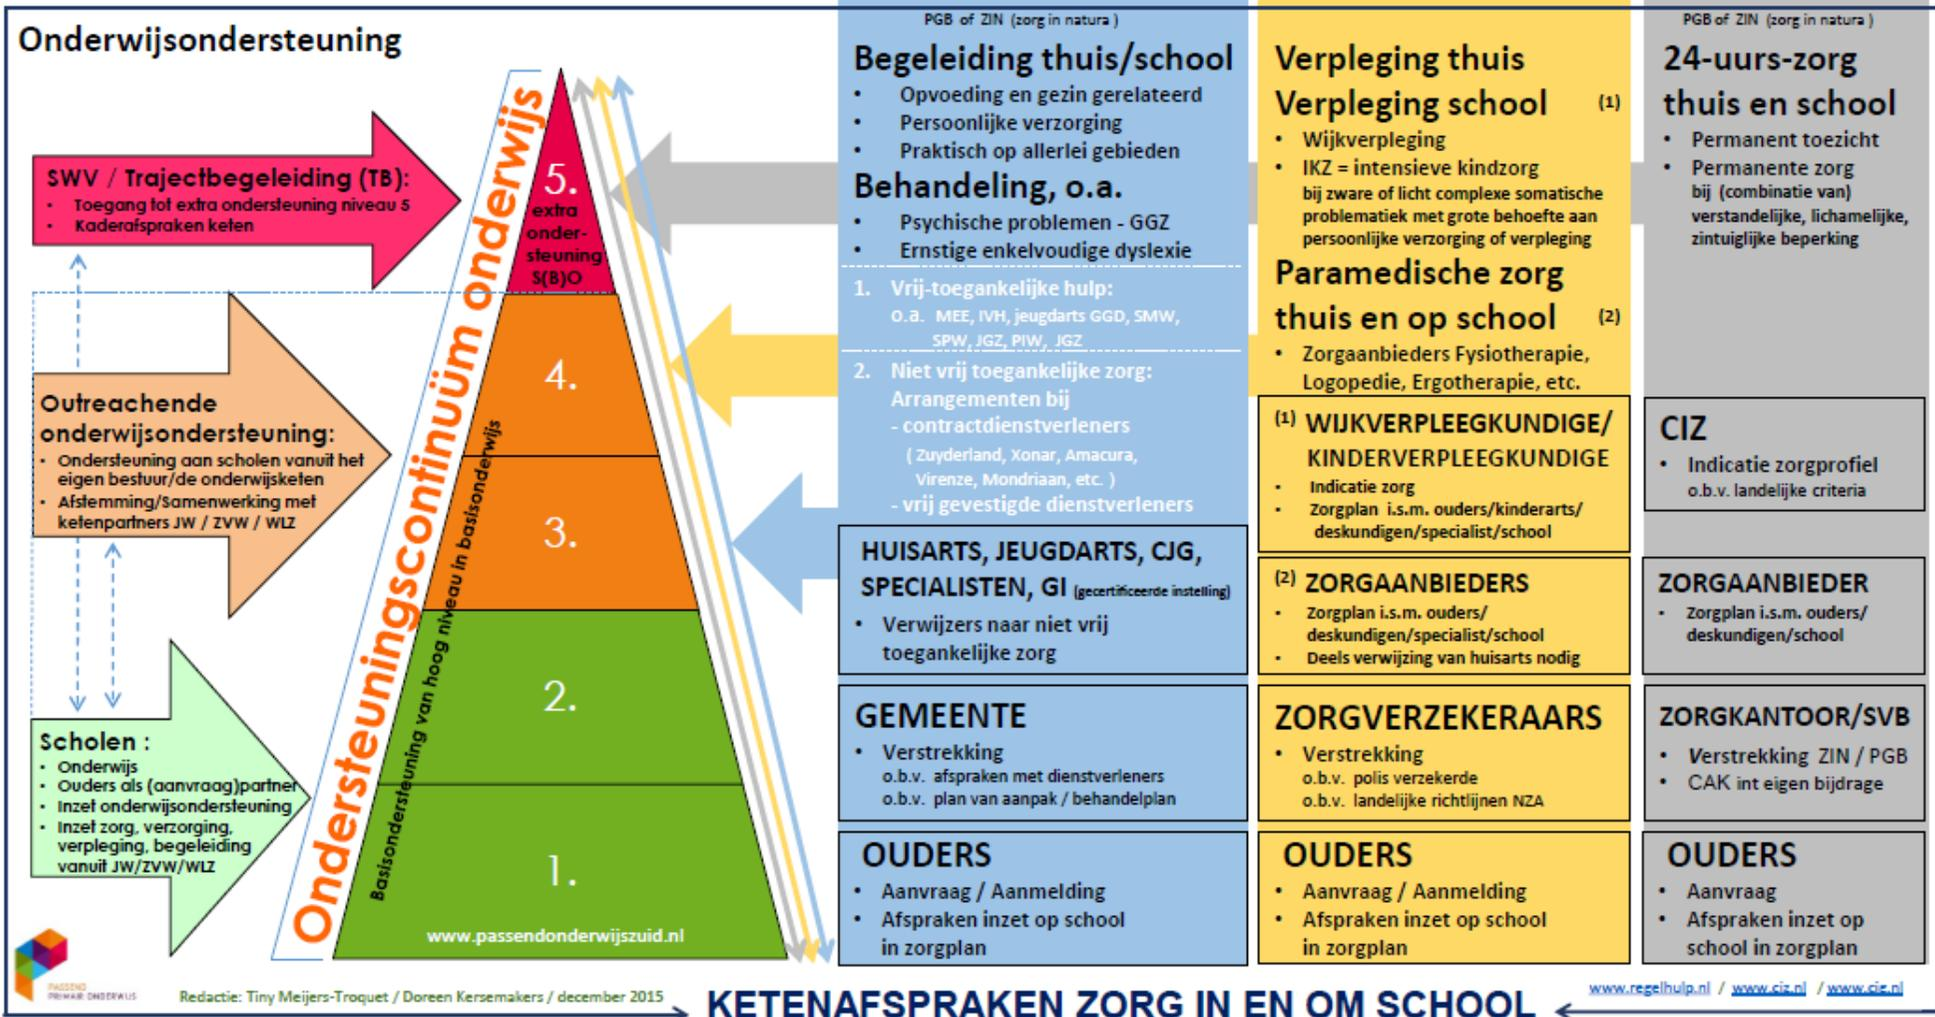 Onderwijsondersteuning
SWV / Trajectbegeleiding (TB):
• Toegang tot extra ondersteuning niveau 5
• Kaderafspraken keten
Outreachende
onderwijsondersteuning:
• Ondersteuning aan scholen vanuit het
eigen bestuur/de onderwijsketen
• Afstemming/Samenwerking met
ketenpartners JW / ZVW / WLZ
Scholen :
• Onderwijs
• Ouders als (aanvraag)partner
• Inzet onderwijsondersteuning
• Inzet zorg, verzorging,
verpleging, begeleiding
vanuit JW/ZVW/WLZ
Ondersteuningscontinuüm onderwijs
Basisondersteuning van hoog niveau in basisonderwijs
5.
extra
onder-
steuning
S(B)O
4.
3.
2.
1.
www.passendonderwijszuid.nl
PGB of ZIN (zorg in natura )
Begeleiding thuis/school
• Opvoeding en gezin gerelateerd
• Persoonlijke verzorging
• Praktisch op allerlei gebieden
Behandeling, o.a.
• Psychische problemen - GGZ
• Ernstige enkelvoudige dyslexie
1. Vrij-toegankelijke hulp:
o.a. MEE, IVH, jeugdarts GGD, SMW,
SPW, JGZ, PIW, JGZ
2. Niet vrij toegankelijke zorg:
Arrangementen bij
- contractdienstverleners
( Zuyderland, Xonar, Amacura,
Virenze, Mondriaan, etc. )
- vrij gevestigde dienstverleners
HUISARTS, JEUGDARTS, CJG,
SPECIALISTEN, GI (gecertificeerde instelling)
• Verwijzers naar niet vrij
toegankelijke zorg
GEMEENTE
• Verstrekking
o.b.v. afspraken met dienstverleners
o.b.v. plan van aanpak / behandelplan
OUDERS
• Aanvraag / Aanmelding
• Afspraken inzet op school
in zorgplan
Verpleging thuis
Verpleging school (1)
• Wijkverpleging
• IKZ = intensieve kindzorg
bij zware of licht complexe somatische
problematiek met grote behoefte aan
persoonlijke verzorging of verpleging
Paramedische zorg
thuis en op school (2)
• Zorgaanbieders Fysiotherapie,
Logopedie, Ergotherapie, etc.
(1) WIJKVERPLEEGKUNDIGE/
KINDERVERPLEEGKUNDIGE
• Indicatie zorg
• Zorgplan i.s.m. ouders/kinderarts/
deskundigen/specialist/school
(2) ZORGAANBIEDERS
• Zorgplan i.s.m. ouders/
deskundigen/specialist/school
• Deels verwijzing van huisarts nodig
ZORGVERZEKERAARS
• Verstrekking
o.b.v. polis verzekerde
o.b.v. landelijke richtlijnen NZA
OUDERS
• Aanvraag / Aanmelding
• Afspraken inzet op school
in zorgplan
PGB of ZIN (zorg in natura )
24-uurs-zorg
thuis en school
• Permanent toezicht
• Permanente zorg
bij (combinatie van)
verstandelijke, lichamelijke,
zintuiglijke beperking
CIZ
• Indicatie zorgprofiel
o.b.v. landelijke criteria
ZORGAANBIEDER
• Zorgplan i.s.m. ouders/
deskundigen/school
ZORGKANTOOR/SVB
• Verstrekking ZIN / PGB
• CAK int eigen bijdrage
OUDERS
• Aanvraag
• Afspraken inzet op
school in zorgplan
PASSEND
PRIMAIR ONDERWIJS
Redactie: Tiny Meijers-Troquet / Doreen Kersemakers / december 2015
KETENAFSPRAKEN ZORG IN EN OM SCHOOL
www.regelhulp.nl / www.ciz.nl / www.cje.nl